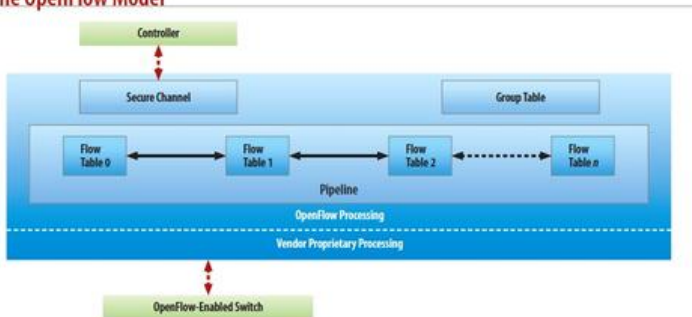 he OpenFlow Model
Controller
Secure Channel
Group Table
Flow
Table 0
Flow
Table 1
Flow
Table 2
Flow
Table n
Pipeline
OpenFlow Processing
Vendor Proprietary Processing
OpenFlow-Enabled Switch